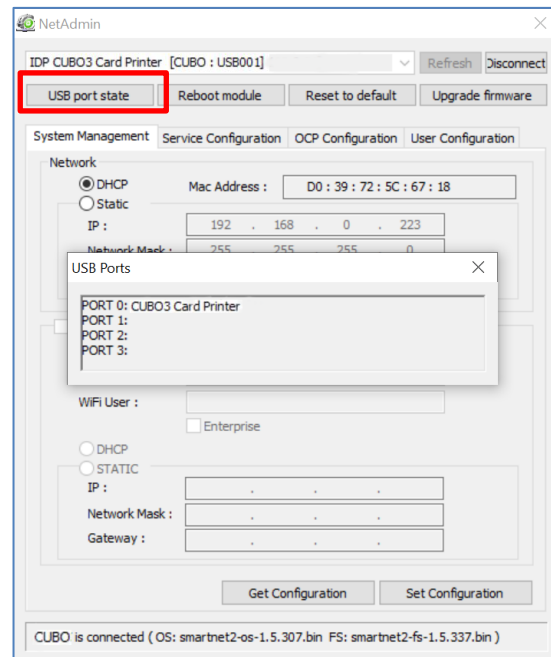 NetAdmin
IDP CUBO3 Card Printer [CUBO : USB001] Refresh Disconnect
USB port state Reboot module Reset to default Upgrade firmware
System Management Service Configuration OCP Configuration User Configuration
Network
DHCP Mac Address : D0 : 39 : 72 : 5C : 67 : 18
Static
IP : 192 . 168 . 0 . 223
Network Mask : 255 . 255 . 255 . 0
USB Ports
PORT 0: CUBO3 Card Printer
PORT 1:
PORT 2:
PORT 3:
WiFi User :
Enterprise
DHCP
STATIC
IP : . . .
Network Mask : . . .
Gateway : . . .
Get Configuration Set Configuration
CUBO is connected ( OS: smartnet2-os-1.5.307.bin FS: smartnet2-fs-1.5.337.bin )